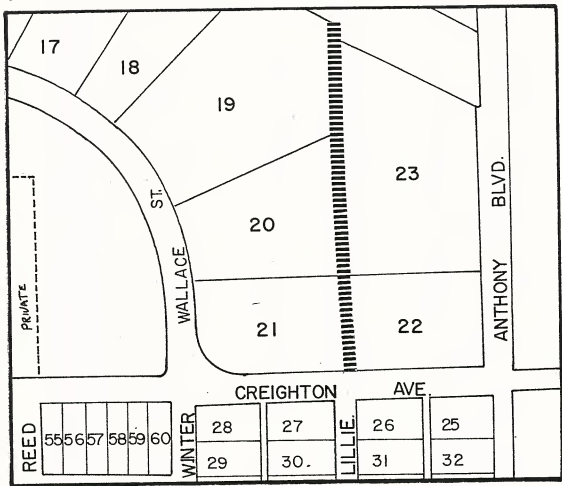 17
18
19
23
ST.
BLVD.
20
WALLACE
PRIVATE
ANTHONY
21
22
CREIGHTON AVE.
REED
55 56 57 58 59 60
WINTER
28
27
LILLIE.
26
25
29
30.
31
32